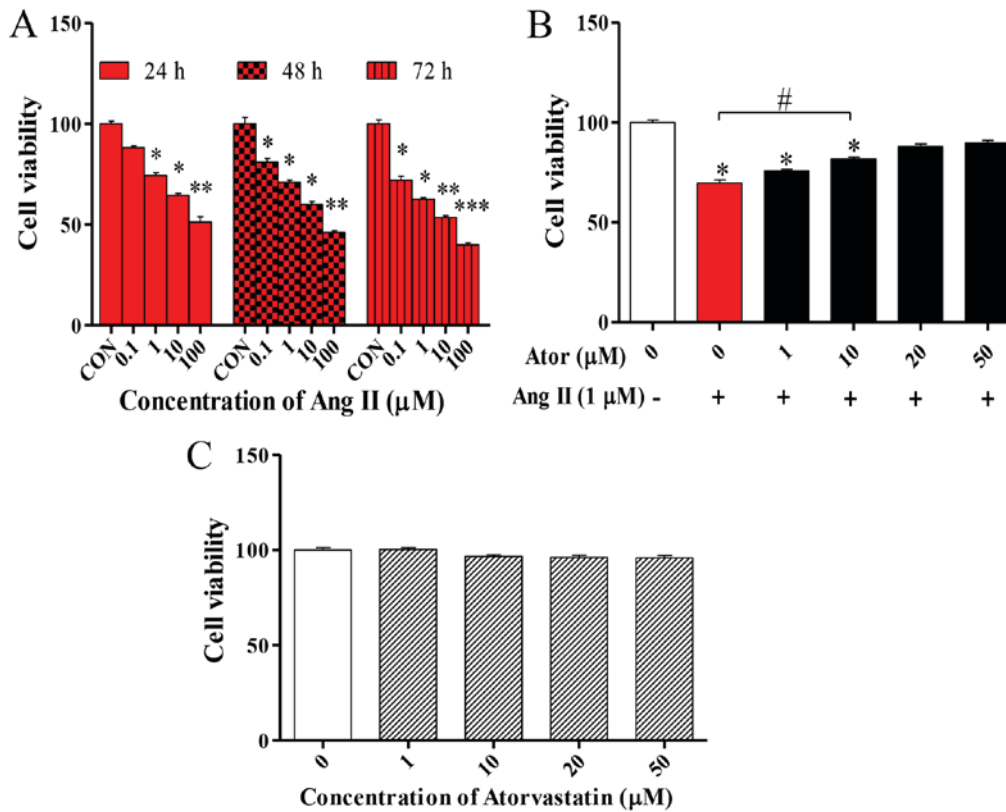 A
150
100
50
0
Cell viability
24 h 48 h 72 h
* * **
* * * **
* * ** ***
CON 0.1 1 10 100 CON 0.1 1 10 100 CON 0.1 1 10 100
Concentration of Ang II (μM)
B
150
100
50
0
Cell viability
#
* * *
Ator (μM) 0 0 1 10 20 50
Ang II (1 μM) - + + + + +
C
150
100
50
0
Cell viability
0 1 10 20 50
Concentration of Atorvastatin (μM)